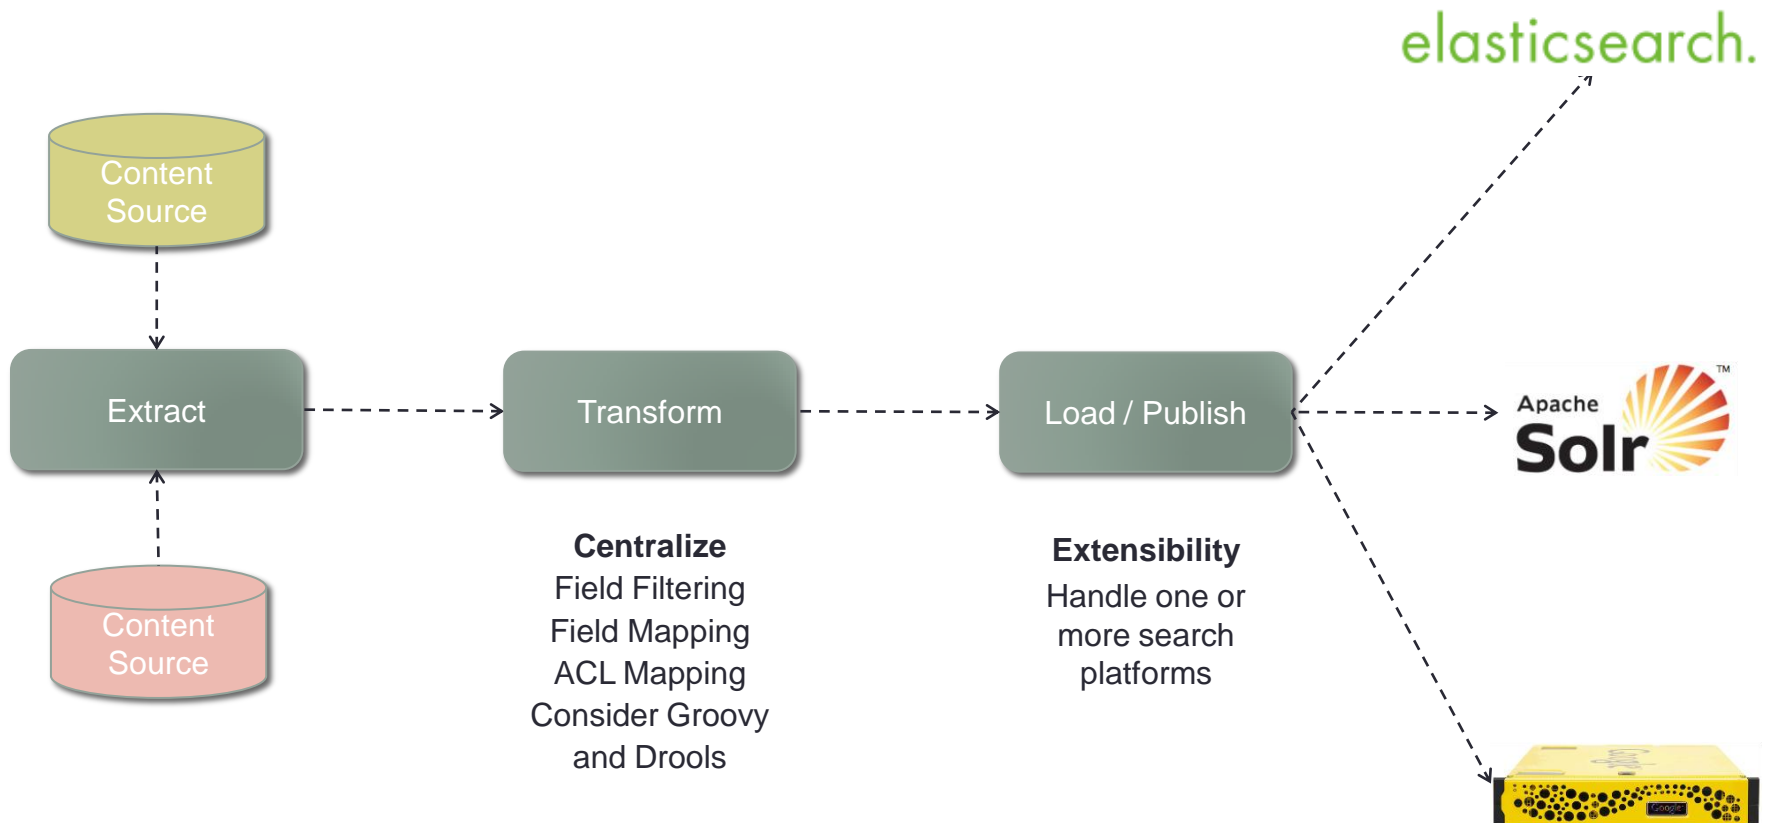 elasticsearch.
Content
Source
Extract
Transform
Load / Publish
Apache
Solr
TM
Content
Source
Centralize
Field Filtering
Field Mapping
ACL Mapping
Consider Groovy
and Drools
Extensibility
Handle one or
more search
platforms
Google
Google